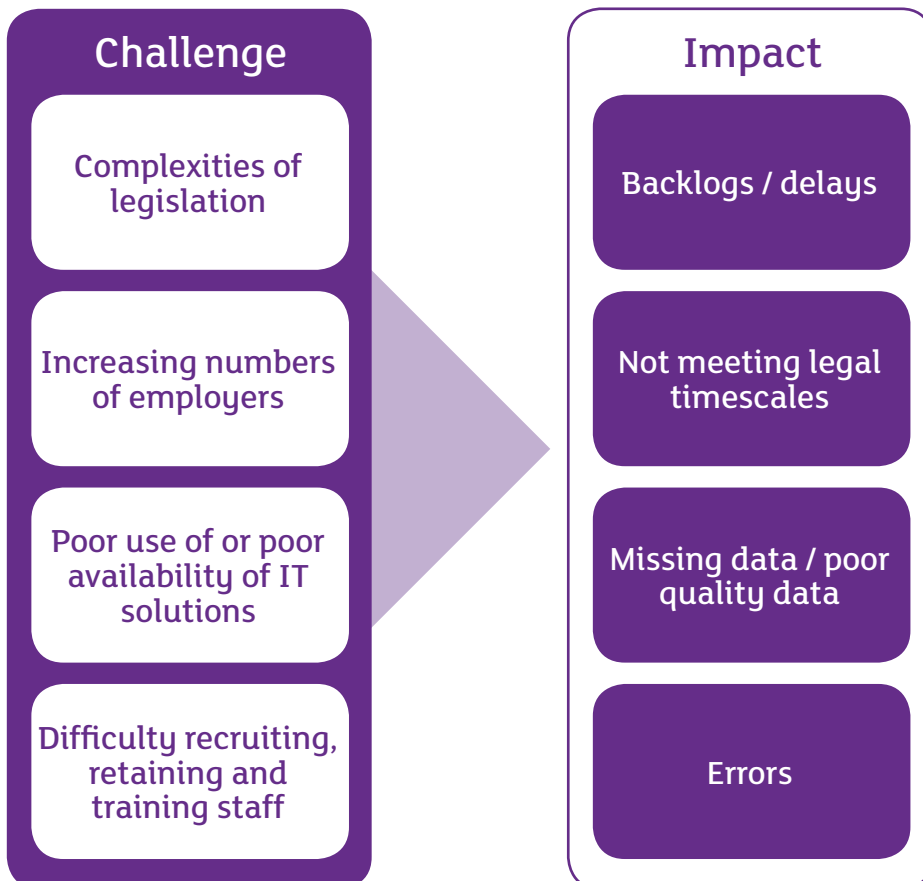 Challenge
Complexities of
legislation
Increasing numbers
of employers
Poor use of or poor
availability of IT
solutions
Difficulty recruiting,
retaining and
training staff
Impact
Backlogs / delays
Not meeting legal
timescales
Missing data / poor
quality data
Errors